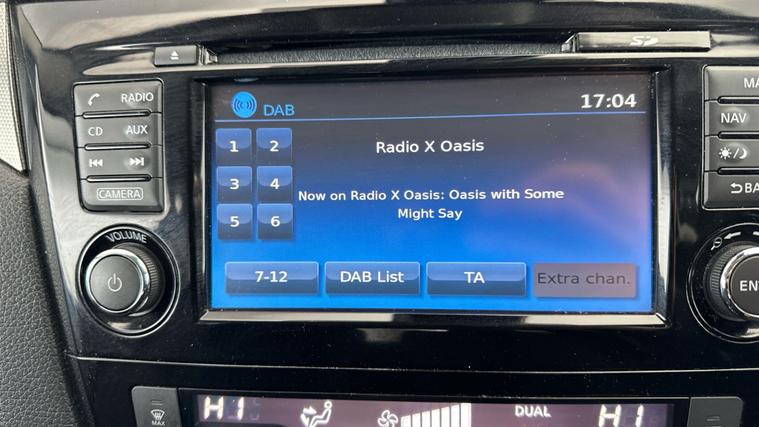 SD
RADIO
CD AUX
CAMERA
VOLUME
DAB
17:04
1 2
3 4
5 6
Radio X Oasis
Now on Radio X Oasis: Oasis with Some
Might Say
7-12
DAB List
TA
Extra chan.
NAV
MAX
HI
DUAL
HI